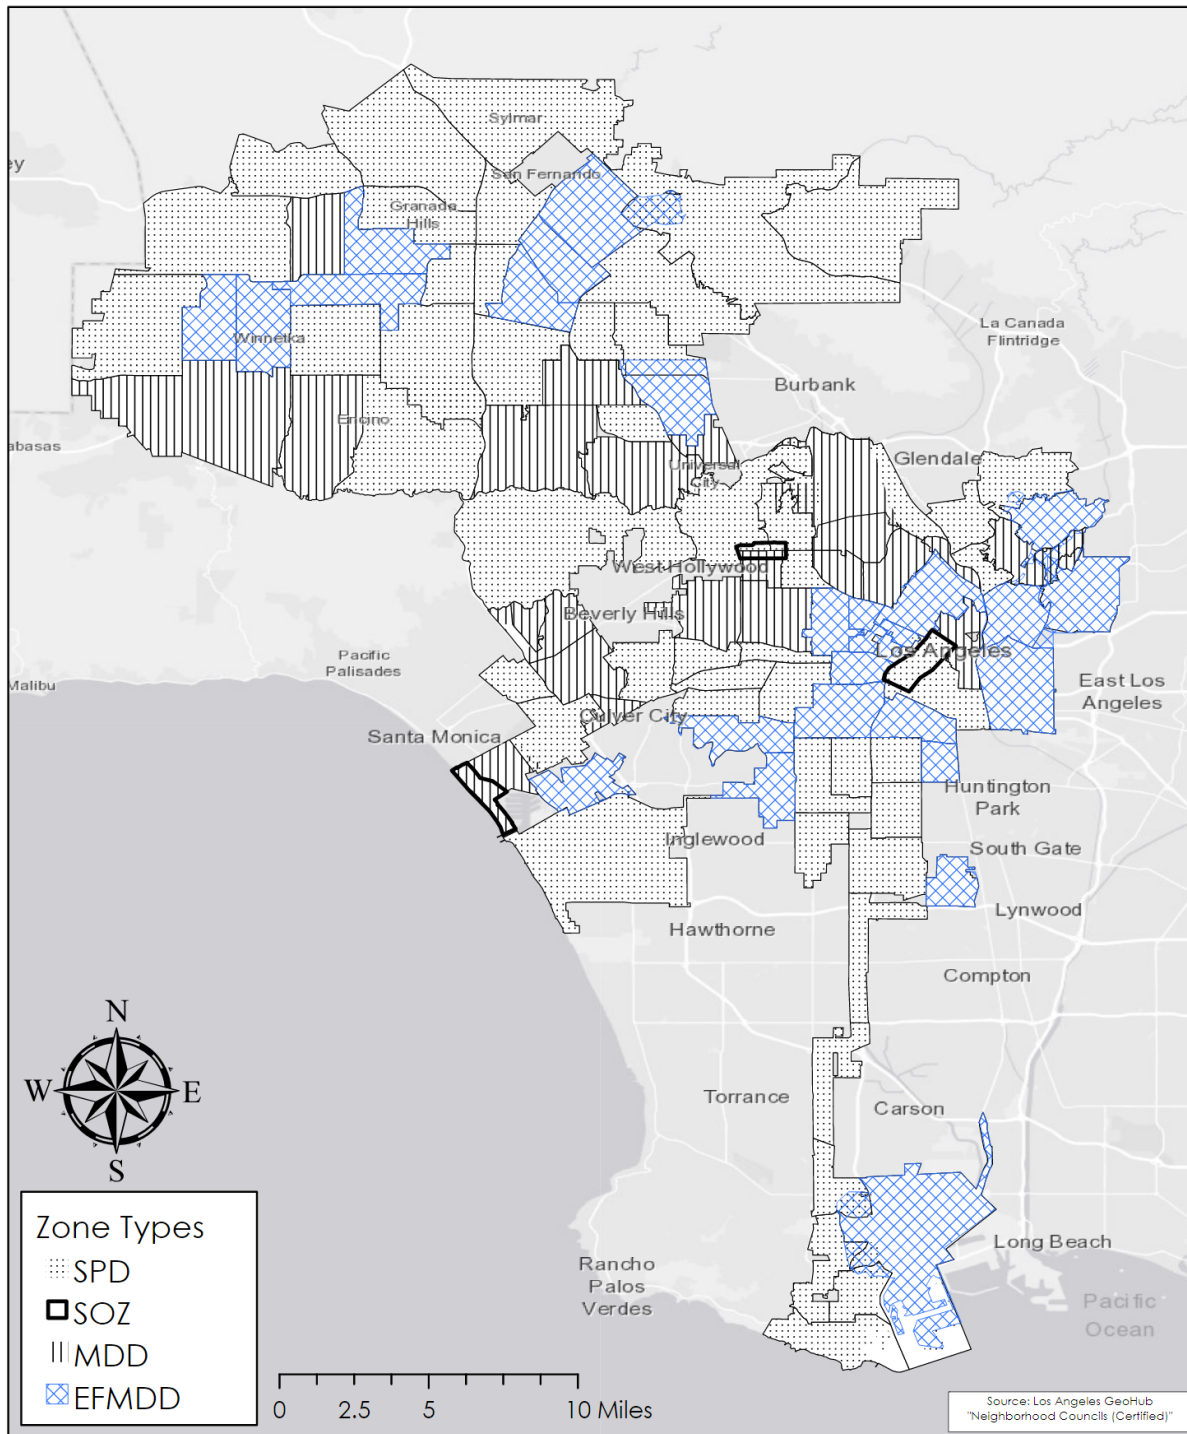 Sylmar
ey
San Fernando
Granada
Hills
La Canada
Flintridge
Winnetka
Burbank
Encino
abasas
Glendale
Universal
City
West Hollywood
Beverly Hills
Los Angeles
Pacific
Palisades
Malibu
East Los
Angeles
Culver City
Santa Monica
Huntington
Park
Inglewood
South Gate
Lynwood
Hawthorne
Compton
N
W
E
S
Torrance
Carson
Zone Types
SPD
SOZ
MDD
EFMDD
Long Beach
Rancho
Palos
Verdes
Pacific
Ocean
0 2.5 5 10 Miles
Source: Los Angeles GeoHub
"Neighborhood Councils (Certified)"